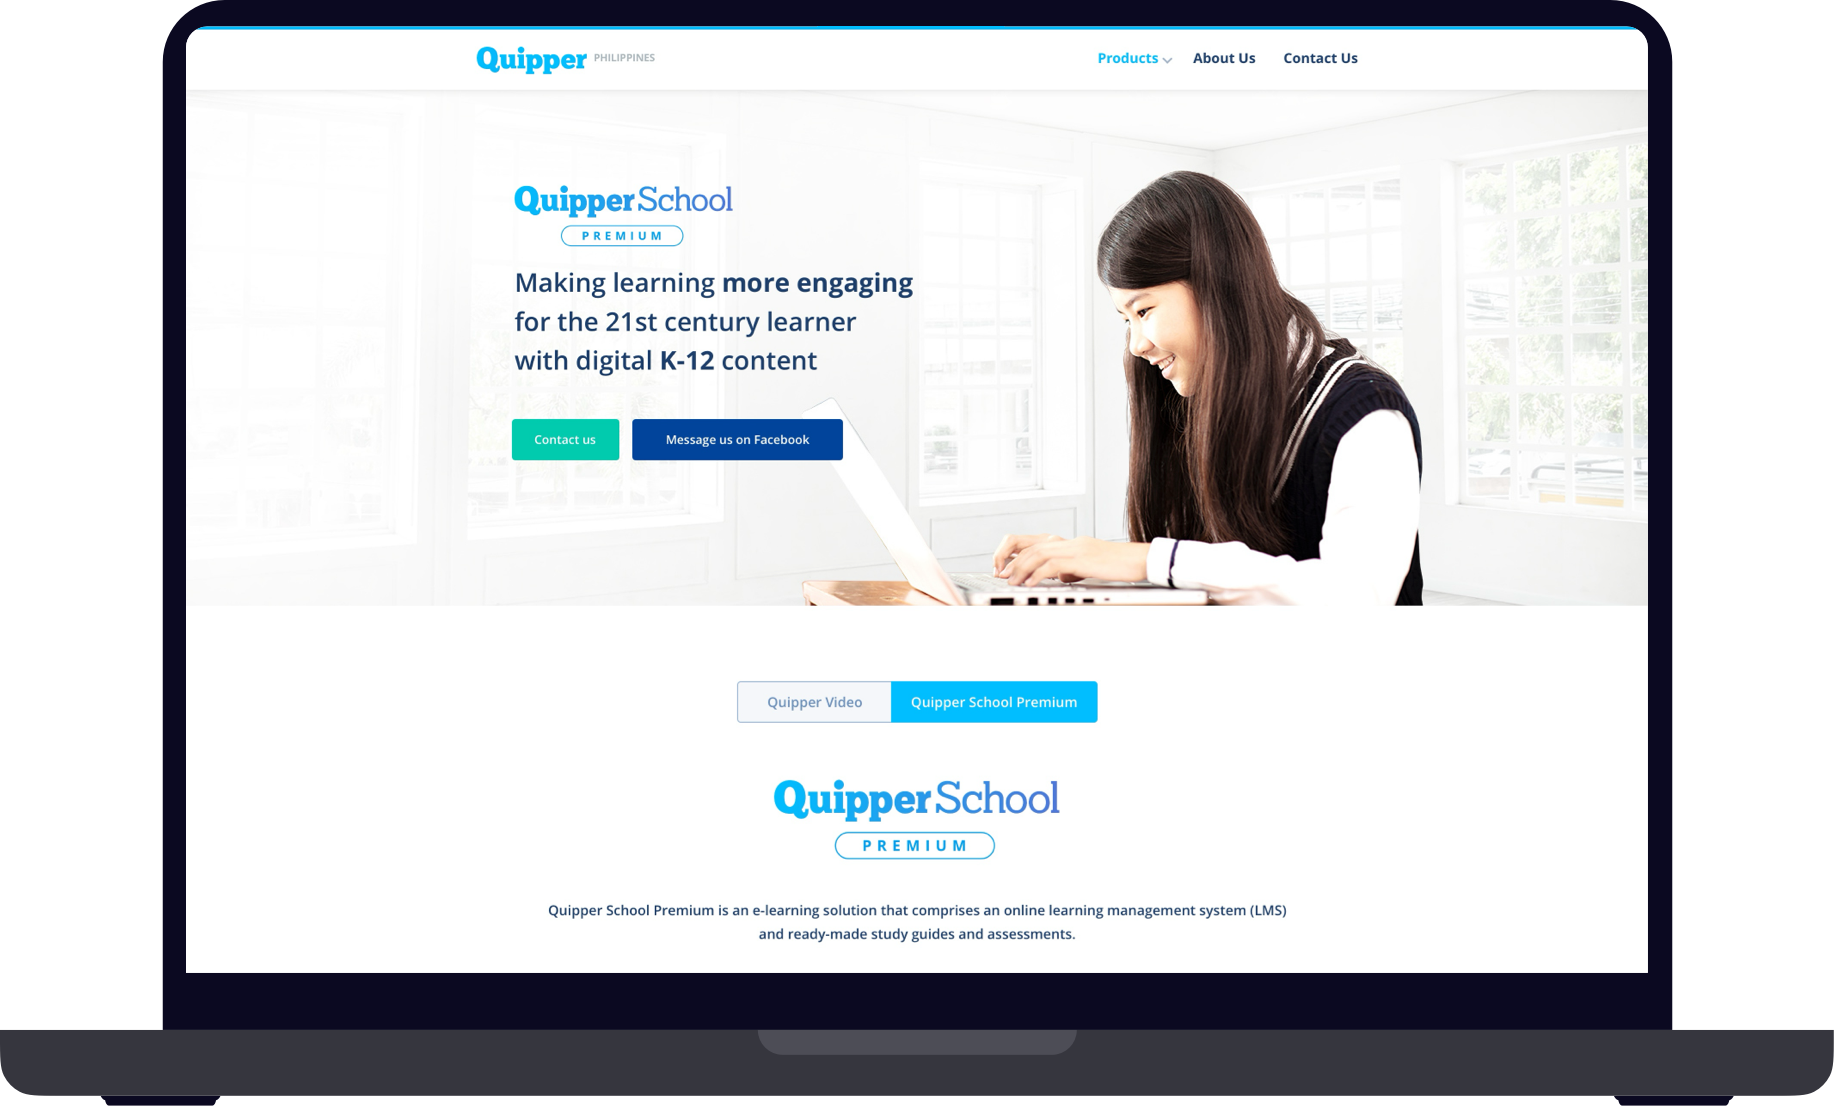 Quipper PHILIPPINES
Products About Us Contact Us
Quipper School
PREMIUM
Making learning more engaging
for the 21st century learner
with digital K-12 content
Contact us Message us on Facebook
Quipper Video Quipper School Premium
Quipper School
PREMIUM
Quipper School Premium is an e-learning solution that comprises an online learning management system (LMS)
and ready-made study guides and assessments.